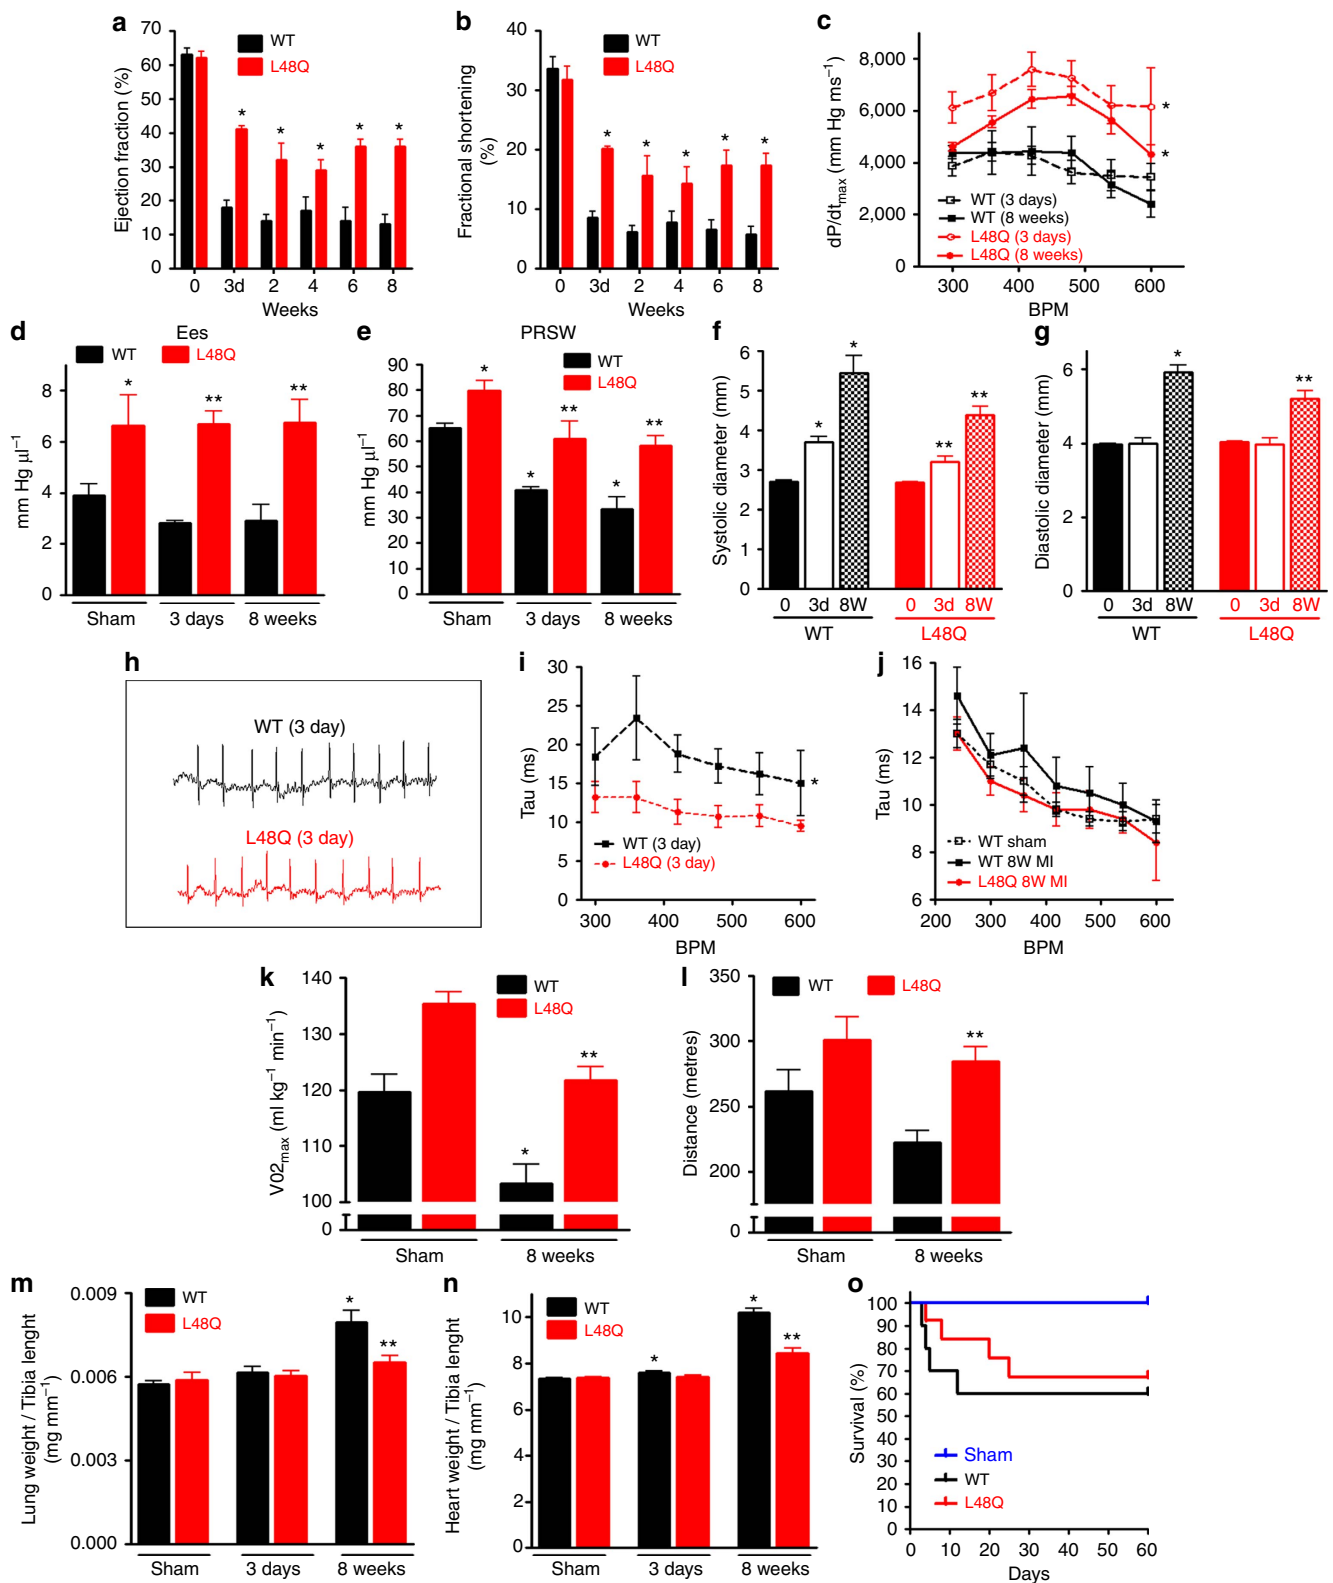 a
Ejection fraction (%)
70
60
50
40
30
20
10
0
WT
L48Q
* * * * *
0 3d 2 4 6 8
Weeks
b
Fractional shortening
(%)
40
30
20
10
0
WT
L48Q
* * * * *
0 3d 2 4 6 8
Weeks
c
dP/dtmax (mm Hg ms−1)
8,000
6,000
4,000
2,000
0
*
*
WT (3 days)
WT (8 weeks)
L48Q (3 days)
L48Q (8 weeks)
300 400 500 600
BPM
d
Ees
WT L48Q
mm Hg µl−1
8
6
4
2
0
* ** **
Sham 3 days 8 weeks
e
PRSW
WT
L48Q
mm Hg µl−1
90
80
70
60
50
40
30
20
10
0
* * ** * **
Sham 3 days 8 weeks
f
Systolic diameter (mm)
6
5
4
3
2
1
0
* * ** **
0 3d 8W 0 3d 8W
WT L48Q
g
Diastolic diameter (mm)
6
4
2
0
* **
0 3d 8W 0 3d 8W
WT L48Q
h
WT (3 day)
L48Q (3 day)
i
Tau (ms)
30
25
20
15
10
5
0
*
WT (3 day)
L48Q (3 day)
300 400 500 600
BPM
j
Tau (ms)
16
14
12
10
8
6
WT sham
WT 8W MI
L48Q 8W MI
200 300 400 500 600
BPM
k
V02max (ml kg−1 min−1)
140
130
120
110
100
0
WT
L48Q
* **
Sham 8 weeks
l
Distance (metres)
350
300
250
200
0
WT L48Q
**
Sham 8 weeks
m
Lung weight / Tibia lenght
(mg mm−1)
0.009
0.006
0.003
0.000
WT
L48Q
* **
Sham 3 days 8 weeks
n
Heart weight / Tibia lenght
(mg mm−1)
10
8
6
4
2
0
WT
L48Q
* * **
Sham 3 days 8 weeks
o
Survival (%)
100
90
80
70
60
50
40
30
20
10
0
Sham
WT
L48Q
0 10 20 30 40 50 60
Days